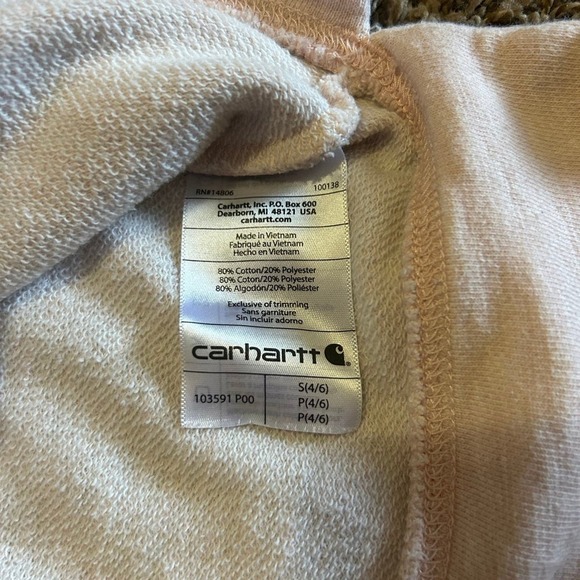 RN#14806 100138
Carhartt, Inc. P.O. Box 600
Dearborn, MI 48121 USA
carhartt.com
Made in Vietnam
Fabriqué au Vietnam
Hecho en Vietnam
80% Cotton/20% Polyester
80% Coton/20% Polyester
80% Algodón/20% Poliéster
Exclusive of trimming
Sans garniture
Sin incluir adorno
carhartt
103591 P00
S(4/6)
P(4/6)
P(4/6)